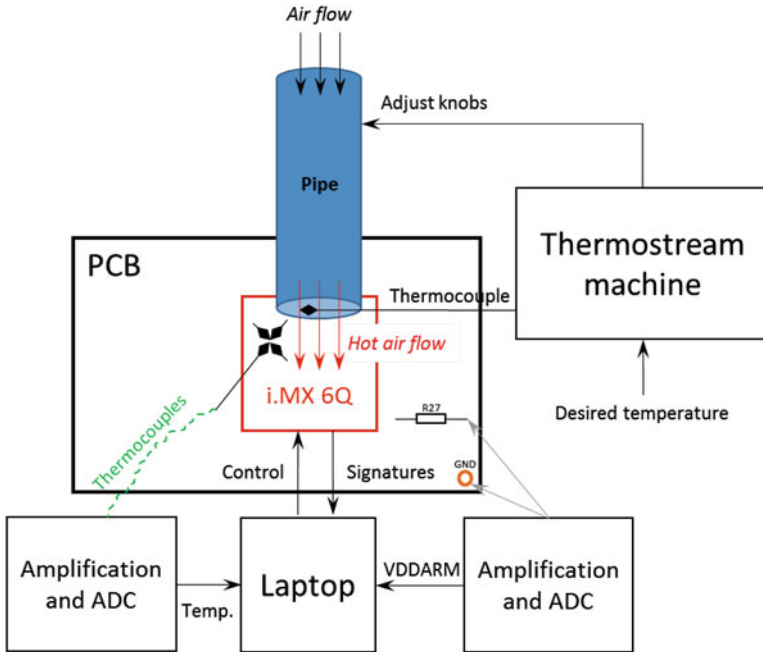 Air flow
Adjust knobs
Pipe
Thermostream
machine
PCB
Thermocouple
Hot air flow
i.MX 6Q
Desired temperature
R27
Thermocouples
Control
Signatures
GND
Amplification
and ADC
Temp.
Laptop
VDDARM
Amplification
and ADC